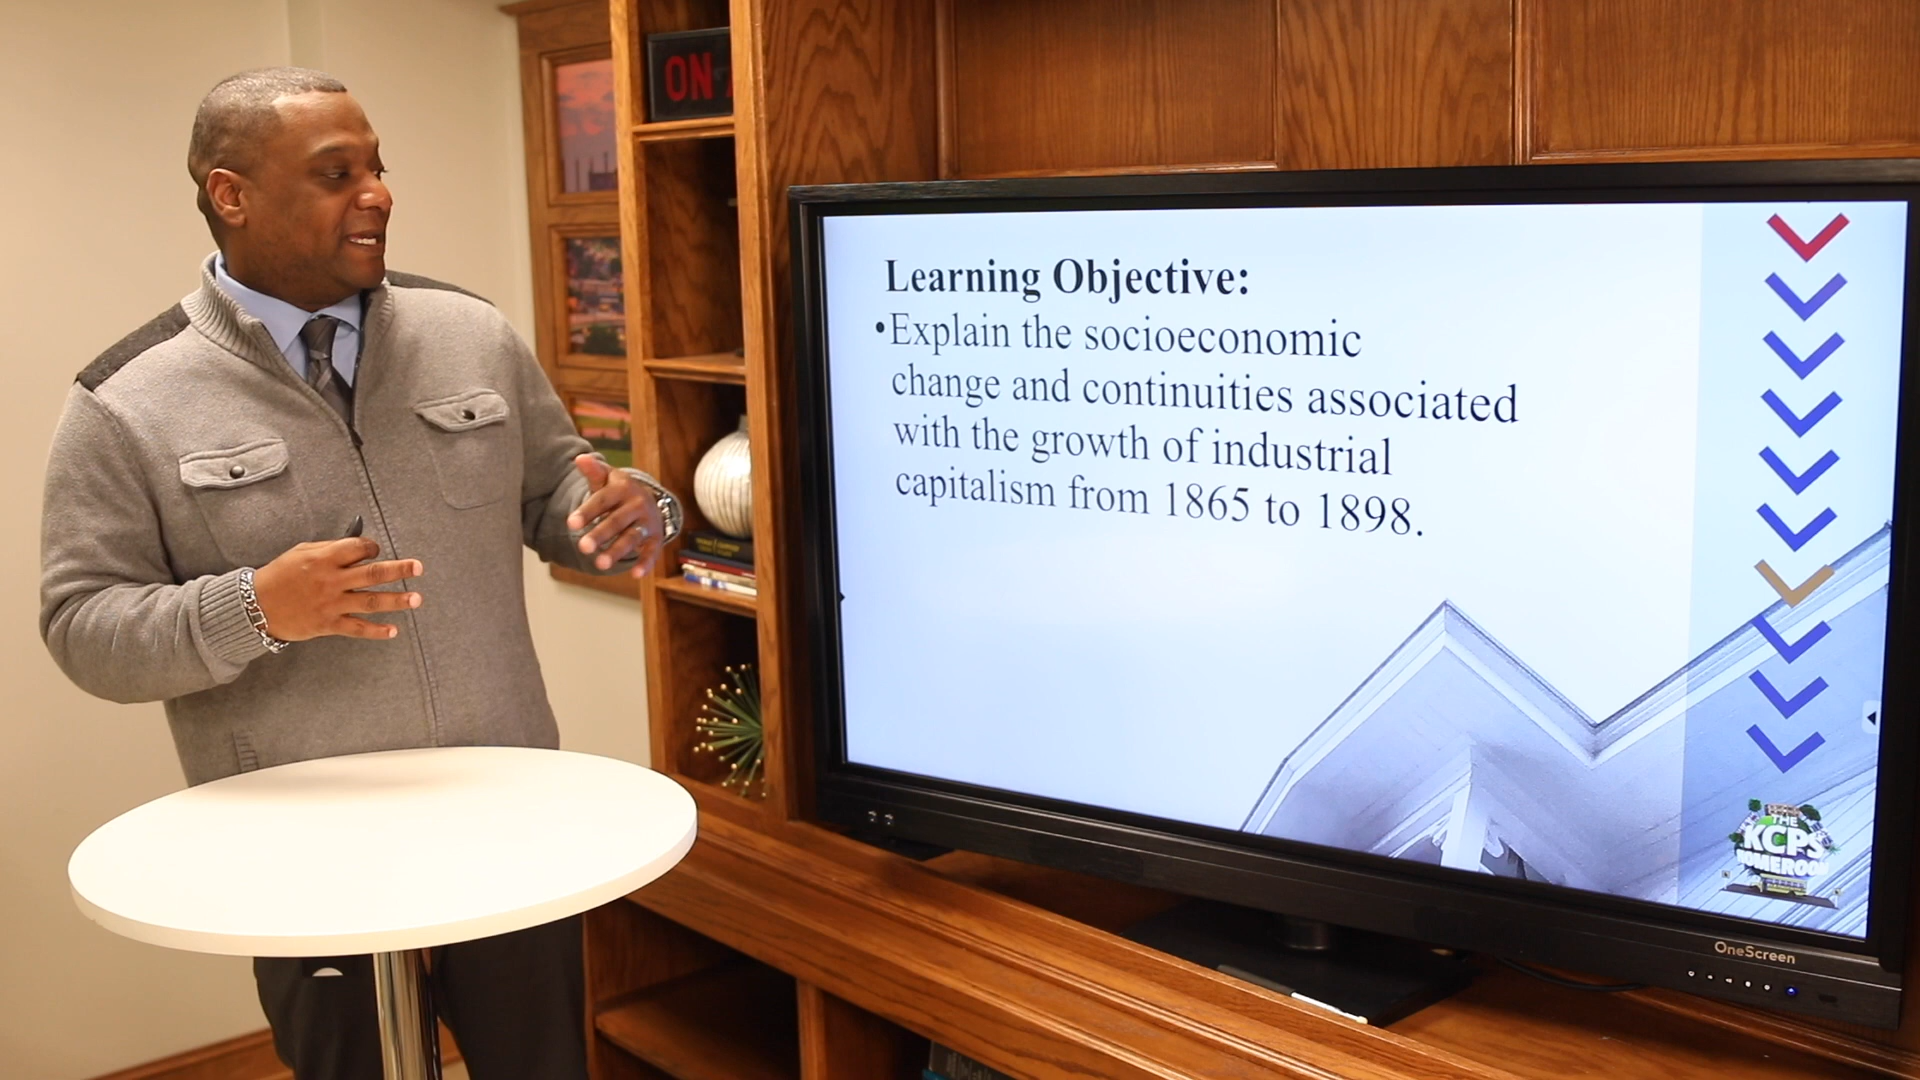 ON
Learning Objective:
•Explain the socioeconomic
change and continuities associated
with the growth of industrial
capitalism from 1865 to 1898.
THE
KCPS
HOMEROOM
OneScreen